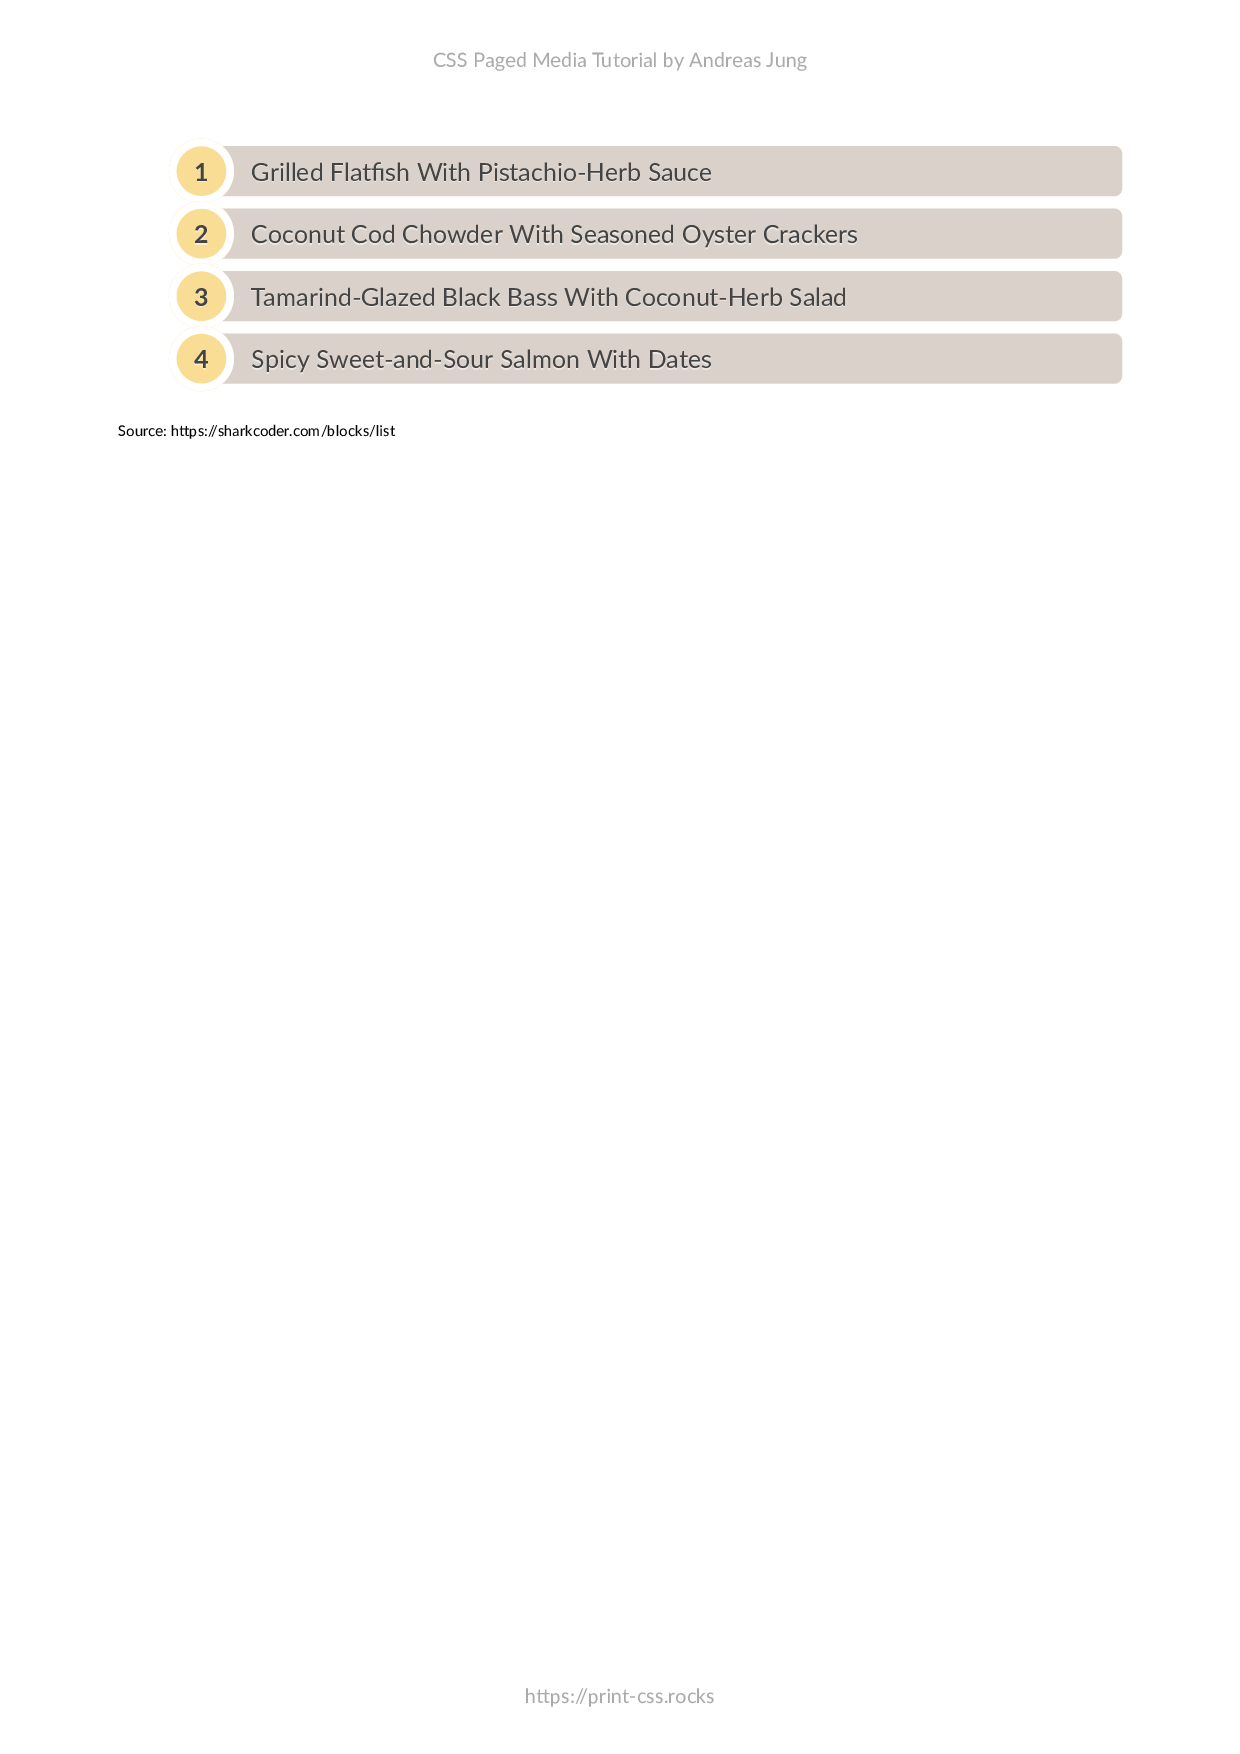 CSS Paged Media Tutorial by Andreas Jung
1 Grilled Flatfish With Pistachio-Herb Sauce
2 Coconut Cod Chowder With Seasoned Oyster Crackers
3 Tamarind-Glazed Black Bass With Coconut-Herb Salad
4 Spicy Sweet-and-Sour Salmon With Dates
Source: https://sharkcoder.com/blocks/list
https://print-css.rocks